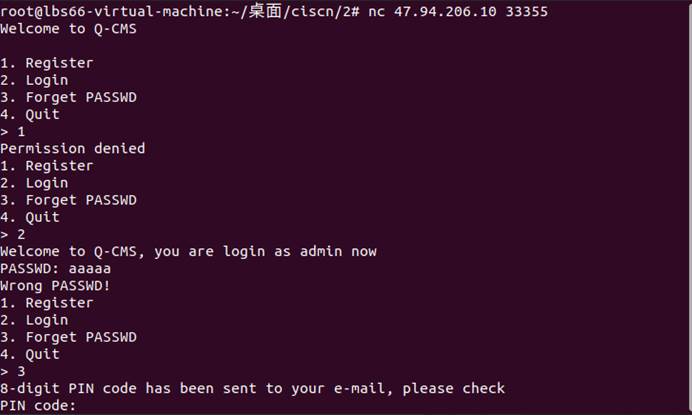 root@lbs66-virtual-machine:~/桌面/ciscn/2# nc 47.94.206.10 33355
Welcome to Q-CMS
1. Register
2. Login
3. Forget PASSWD
4. Quit
> 1
Permission denied
1. Register
2. Login
3. Forget PASSWD
4. Quit
> 2
Welcome to Q-CMS, you are login as admin now
PASSWD: aaaaa
Wrong PASSWD!
1. Register
2. Login
3. Forget PASSWD
4. Quit
> 3
8-digit PIN code has been sent to your e-mail, please check
PIN code: